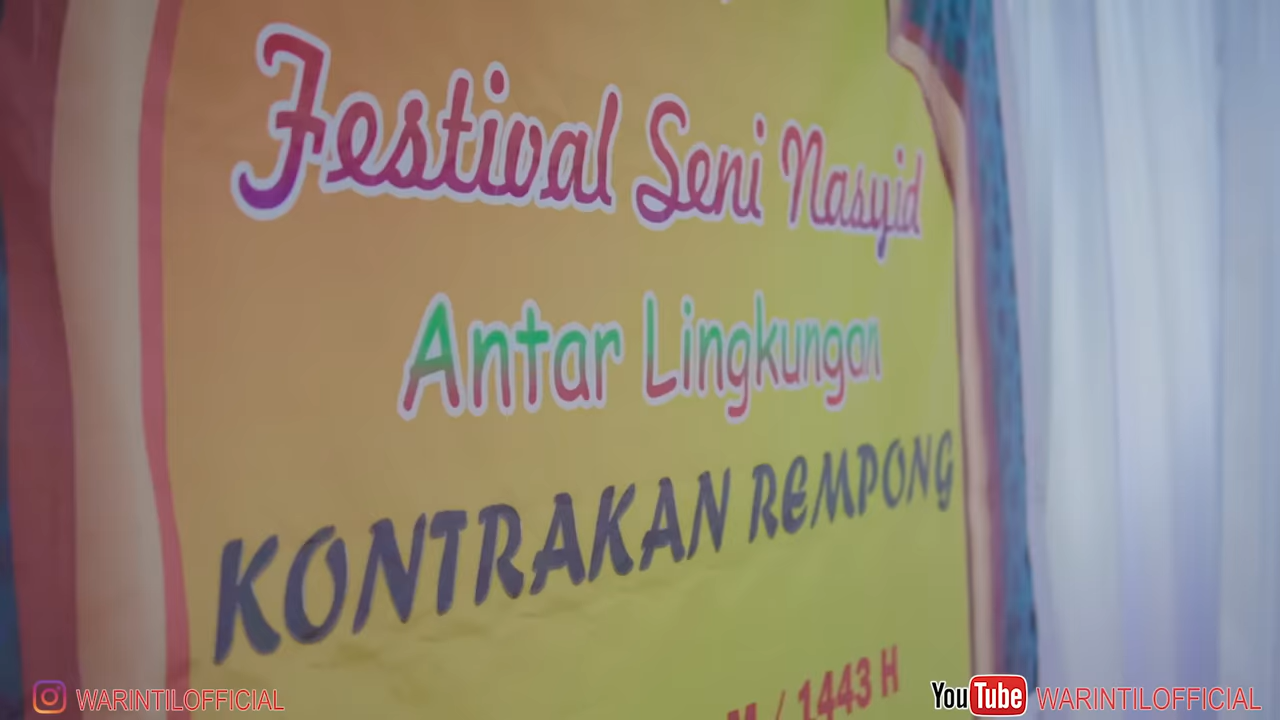 Festival Seni Nasyid
Antar Lingkungan
KONTRAKAN REMPONG
M / 1443 H
WARINTILOFFICIAL
YouTube WARINTILOFFICIAL